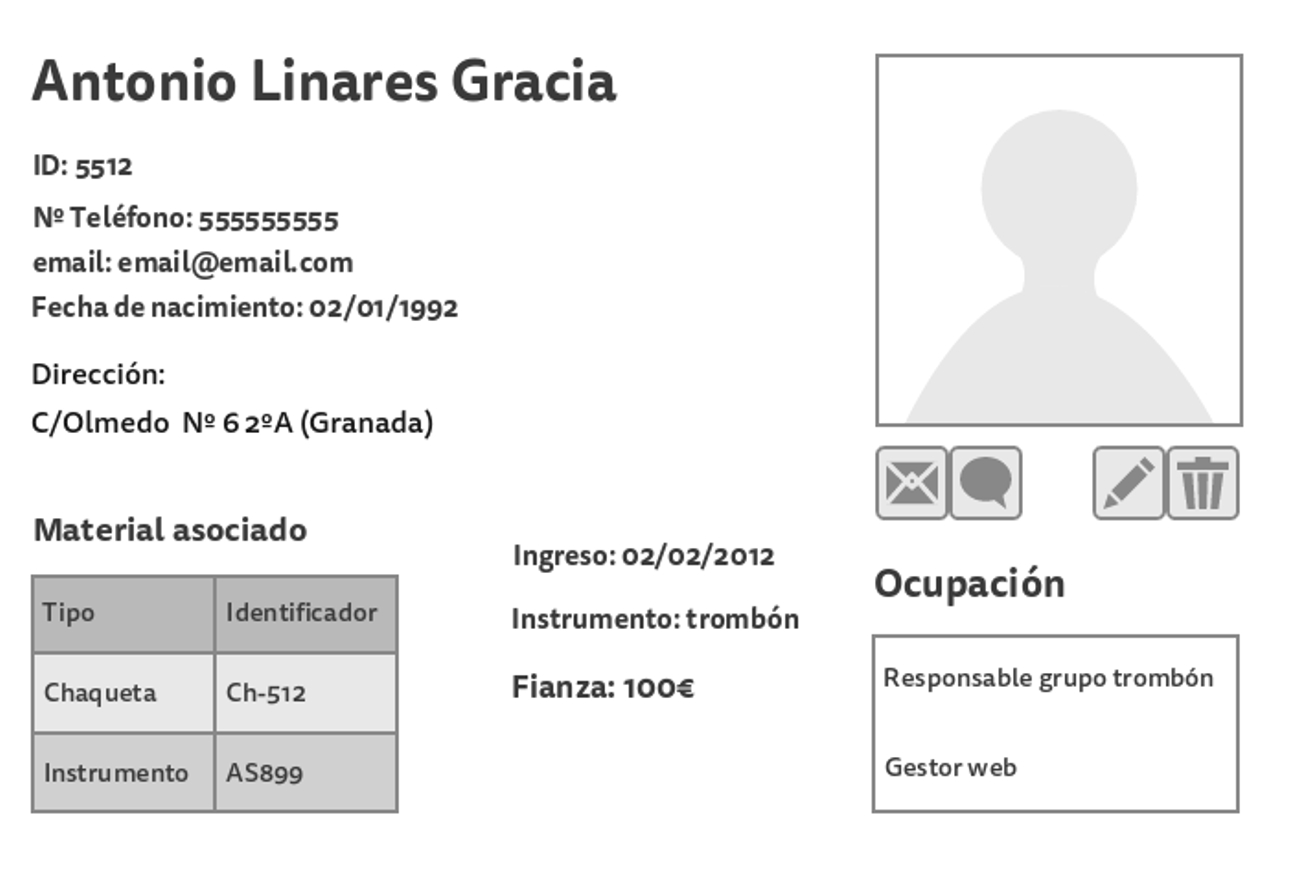 Antonio Linares Gracia
ID: 5512
Nº Teléfono: 555555555
email: email@email.com
Fecha de nacimiento: 02/01/1992
Dirección:
C/Olmedo Nº 6 2ºA (Granada)
Material asociado
Tipo Identificador
Chaqueta Ch-512
Instrumento AS899
Ingreso: 02/02/2012
Instrumento: trombón
Fianza: 100€
Ocupación
Responsable grupo trombón
Gestor web